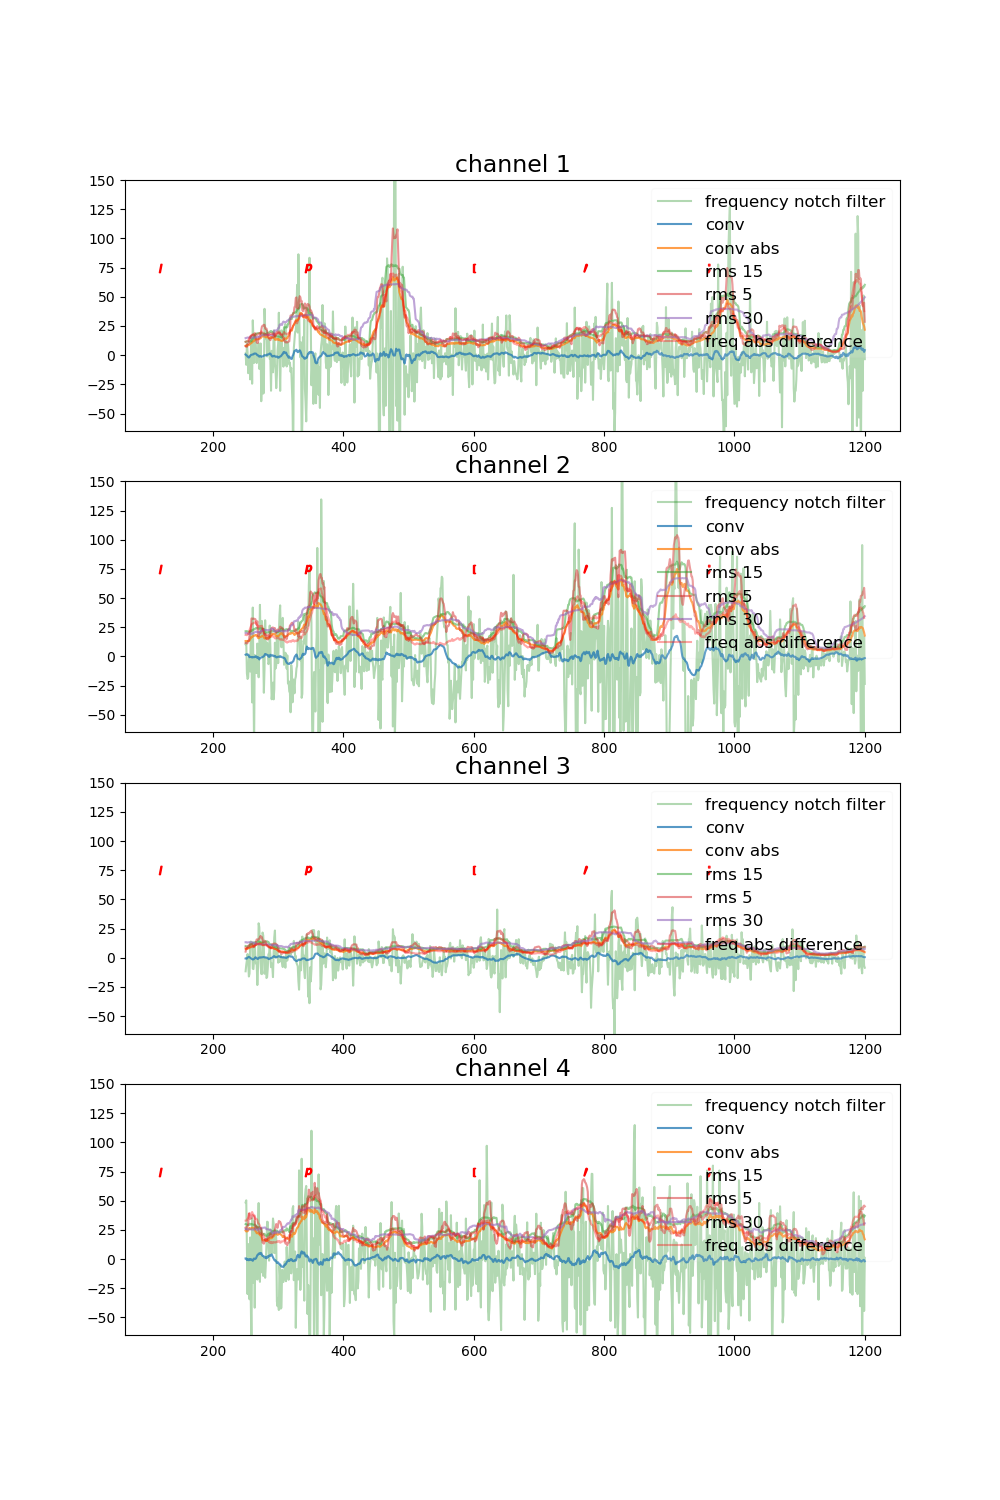 channel 1
150
125
100
75
50
25
0
−25
−50
frequency notch filter
conv
conv abs
rms 15
rms 5
rms 30
freq abs difference
p
200 400 600 800 1000 1200
channel 2
150
125
100
75
50
25
0
−25
−50
frequency notch filter
conv
conv abs
rms 15
rms 5
rms 30
freq abs difference
p
200 400 600 800 1000 1200
channel 3
150
125
100
75
50
25
0
−25
−50
frequency notch filter
conv
conv abs
rms 15
rms 5
rms 30
freq abs difference
p
200 400 600 800 1000 1200
channel 4
150
125
100
75
50
25
0
−25
−50
frequency notch filter
conv
conv abs
rms 15
rms 5
rms 30
freq abs difference
p
200 400 600 800 1000 1200